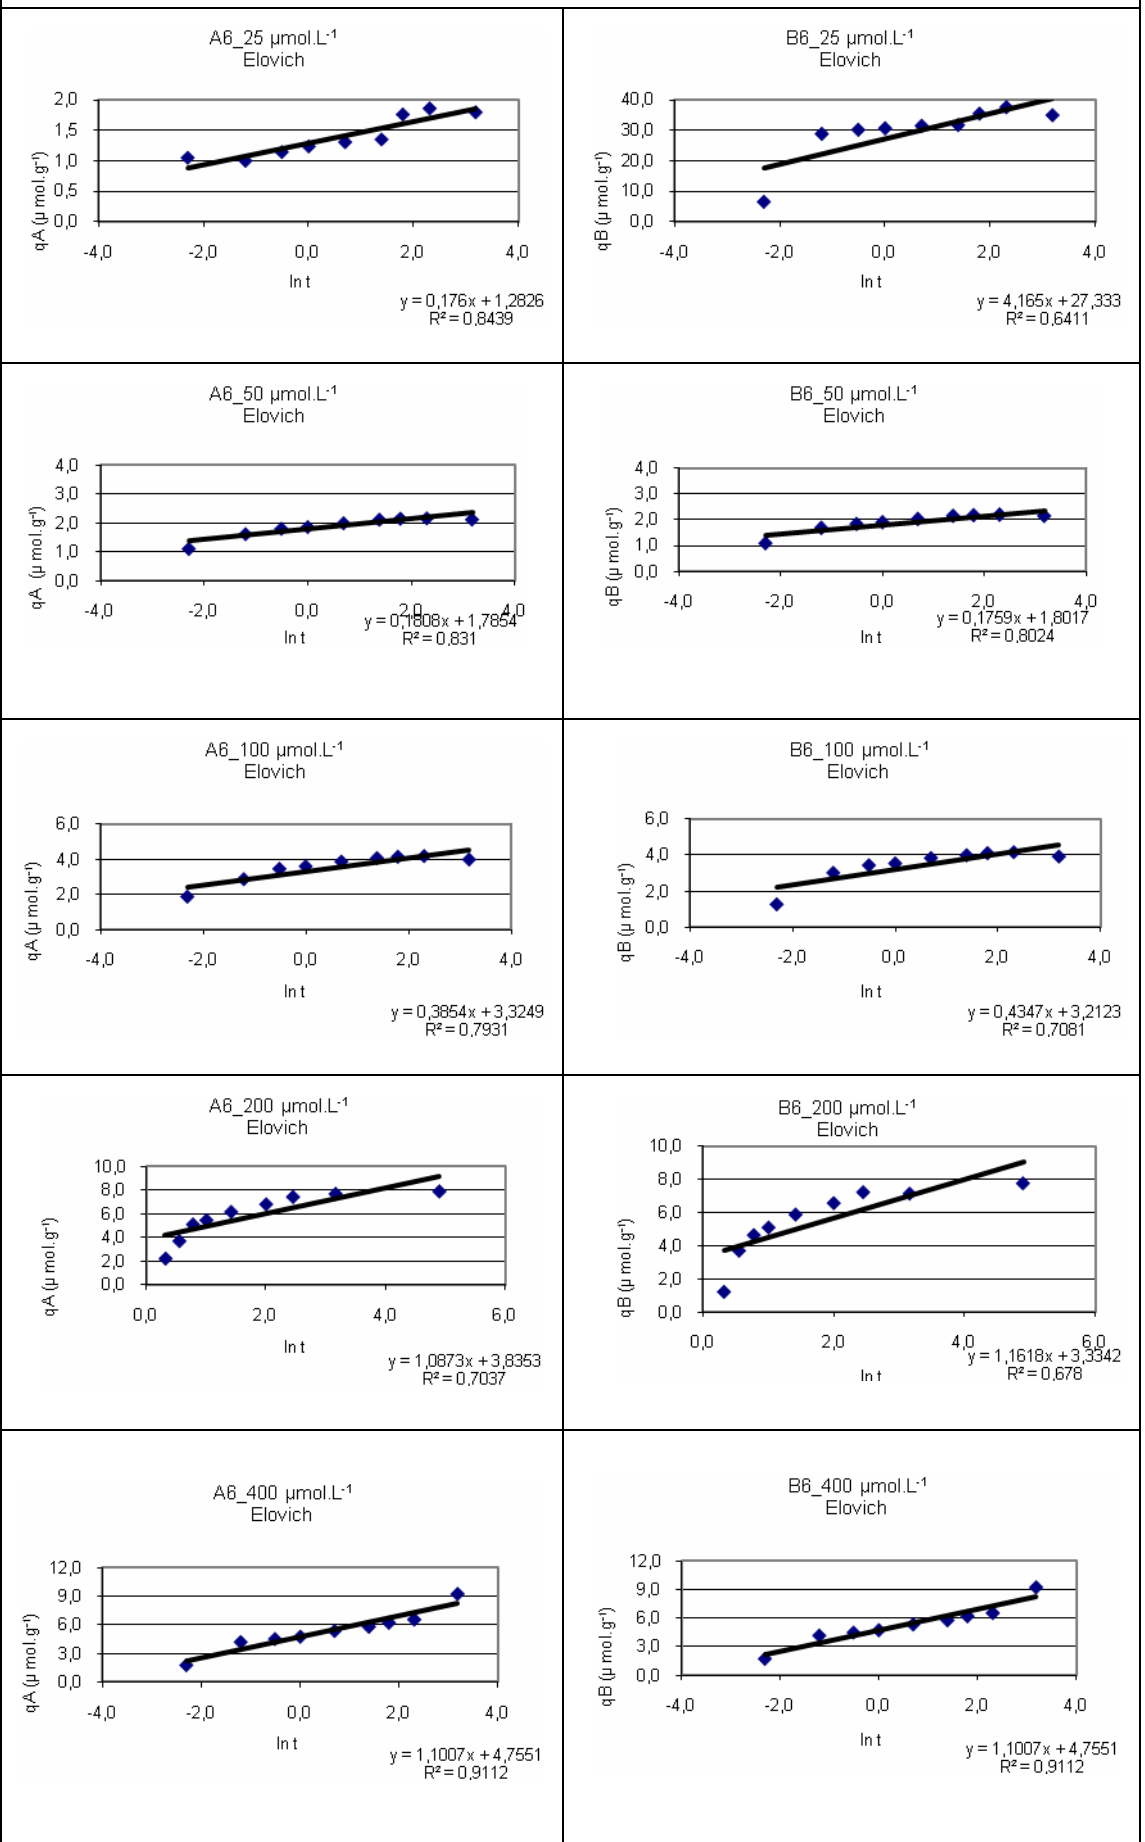 A6_25 µmol.L⁻¹
Elovich
2,0
1,5
1,0
0,5
0,0
-4,0 -2,0 0,0 2,0 4,0
qA (µ mol.g⁻¹)
ln t
y = 0,176x + 1,2826
R² = 0,8439
B6_25 µmol.L⁻¹
Elovich
40,0
30,0
20,0
10,0
0,0
-4,0 -2,0 0,0 2,0 4,0
qB (µ mol.g⁻¹)
ln t
y = 4,165x + 27,333
R² = 0,6411
A6_50 µmol.L⁻¹
Elovich
4,0
3,0
2,0
1,0
0,0
-4,0 -2,0 0,0 2,0 4,0
qA (µ mol.g⁻¹)
ln t
y = 0,1808x + 1,7854
R² = 0,831
B6_50 µmol.L⁻¹
Elovich
4,0
3,0
2,0
1,0
0,0
-4,0 -2,0 0,0 2,0 4,0
qB (µ mol.g⁻¹)
ln t
y = 0,1759x + 1,8017
R² = 0,8024
A6_100 µmol.L⁻¹
Elovich
6,0
4,0
2,0
0,0
-4,0 -2,0 0,0 2,0 4,0
qA (µ mol.g⁻¹)
ln t
y = 0,3854x + 3,3249
R² = 0,7931
B6_100 µmol.L⁻¹
Elovich
6,0
4,0
2,0
0,0
-4,0 -2,0 0,0 2,0 4,0
qB (µ mol.g⁻¹)
ln t
y = 0,4347x + 3,2123
R² = 0,7081
A6_200 µmol.L⁻¹
Elovich
10,0
8,0
6,0
4,0
2,0
0,0
0,0 2,0 4,0 6,0
qA (µ mol.g⁻¹)
ln t
y = 1,0873x + 3,8353
R² = 0,7037
B6_200 µmol.L⁻¹
Elovich
10,0
8,0
6,0
4,0
2,0
0,0
0,0 2,0 4,0 6,0
qB (µ mol.g⁻¹)
ln t
y = 1,1618x + 3,3342
R² = 0,678
A6_400 µmol.L⁻¹
Elovich
12,0
9,0
6,0
3,0
0,0
-4,0 -2,0 0,0 2,0 4,0
qA (µ mol.g⁻¹)
ln t
y = 1,1007x + 4,7551
R² = 0,9112
B6_400 µmol.L⁻¹
Elovich
12,0
9,0
6,0
3,0
0,0
-4,0 -2,0 0,0 2,0 4,0
qB (µ mol.g⁻¹)
ln t
y = 1,1007x + 4,7551
R² = 0,9112